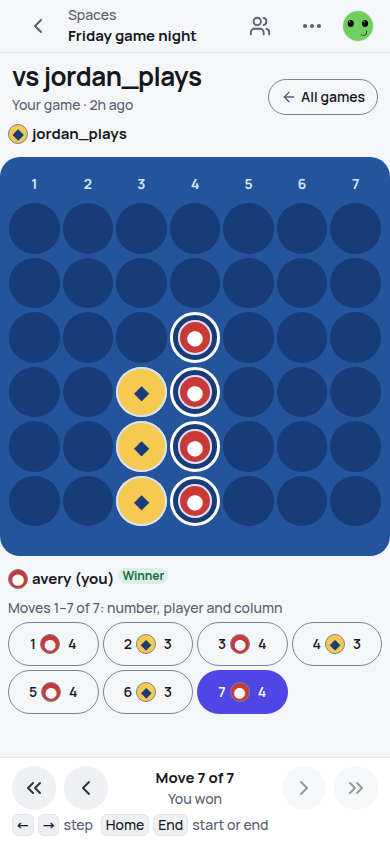 Spaces
Friday game night
vs jordan_plays
Your game · 2h ago
← All games
jordan_plays
1 2 3 4 5 6 7
avery (you) Winner
Moves 1–7 of 7: number, player and column
1 4 2 3 3 4 4 3
5 4 6 3 7 4
Move 7 of 7
You won
← → step Home End start or end